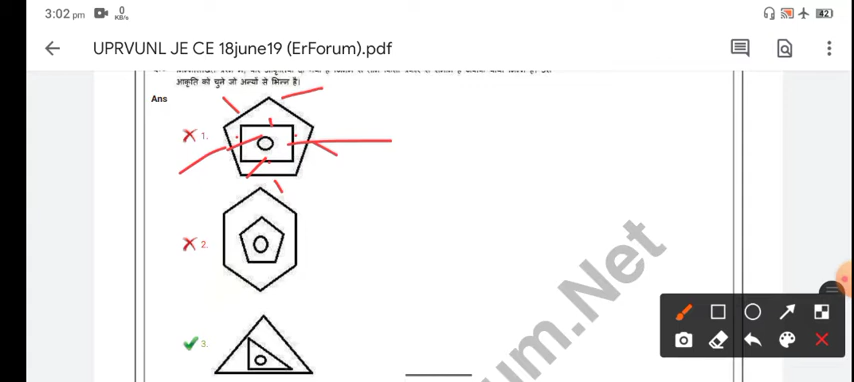 3:02 pm 0 KB/s 42
UPRVUNL JE CE 18june19 (ErForum).pdf
आकृति को चुने जो अन्यों से भिन्न है।
Ans
1.
2.
3.
um.Net